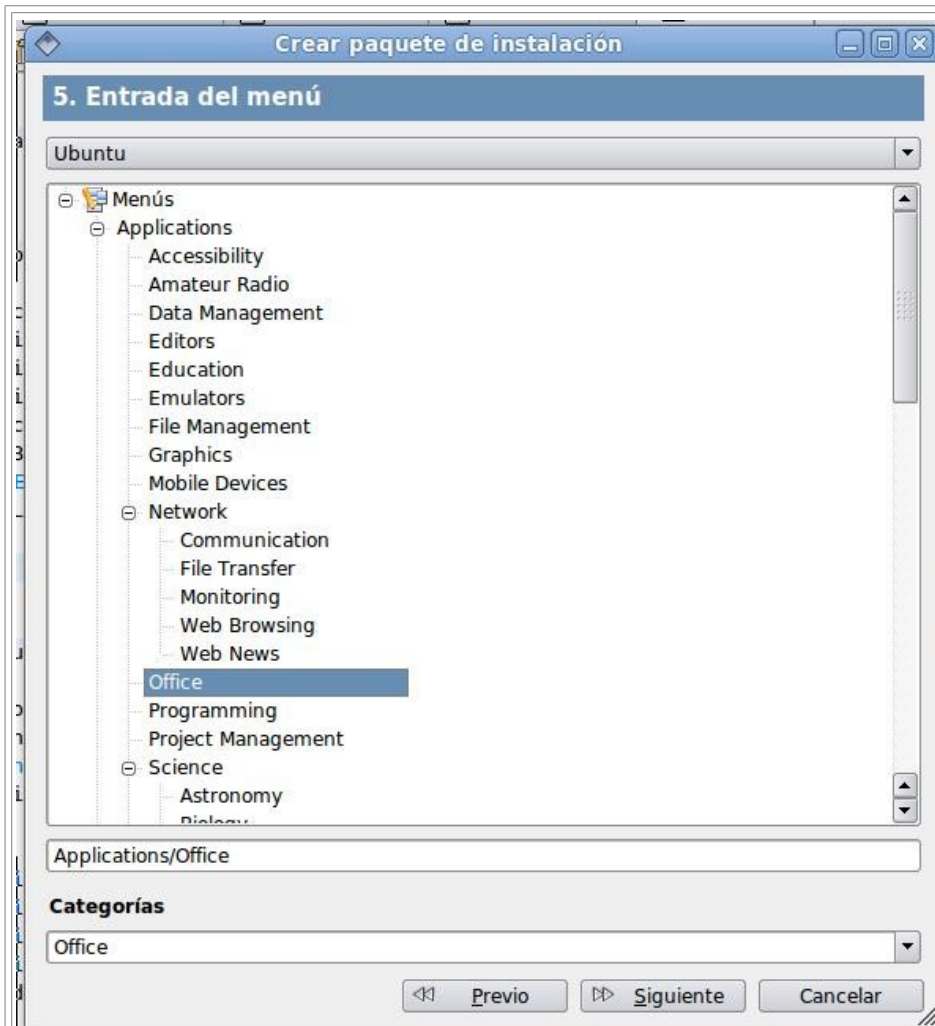 Crear paquete de instalación
5. Entrada del menú
Ubuntu
Menús
Applications
Accessibility
Amateur Radio
Data Management
Editors
Education
Emulators
File Management
Graphics
Mobile Devices
Network
Communication
File Transfer
Monitoring
Web Browsing
Web News
Office
Programming
Project Management
Science
Astronomy
Biology
Applications/Office
Categorías
Office
Previo Siguiente Cancelar